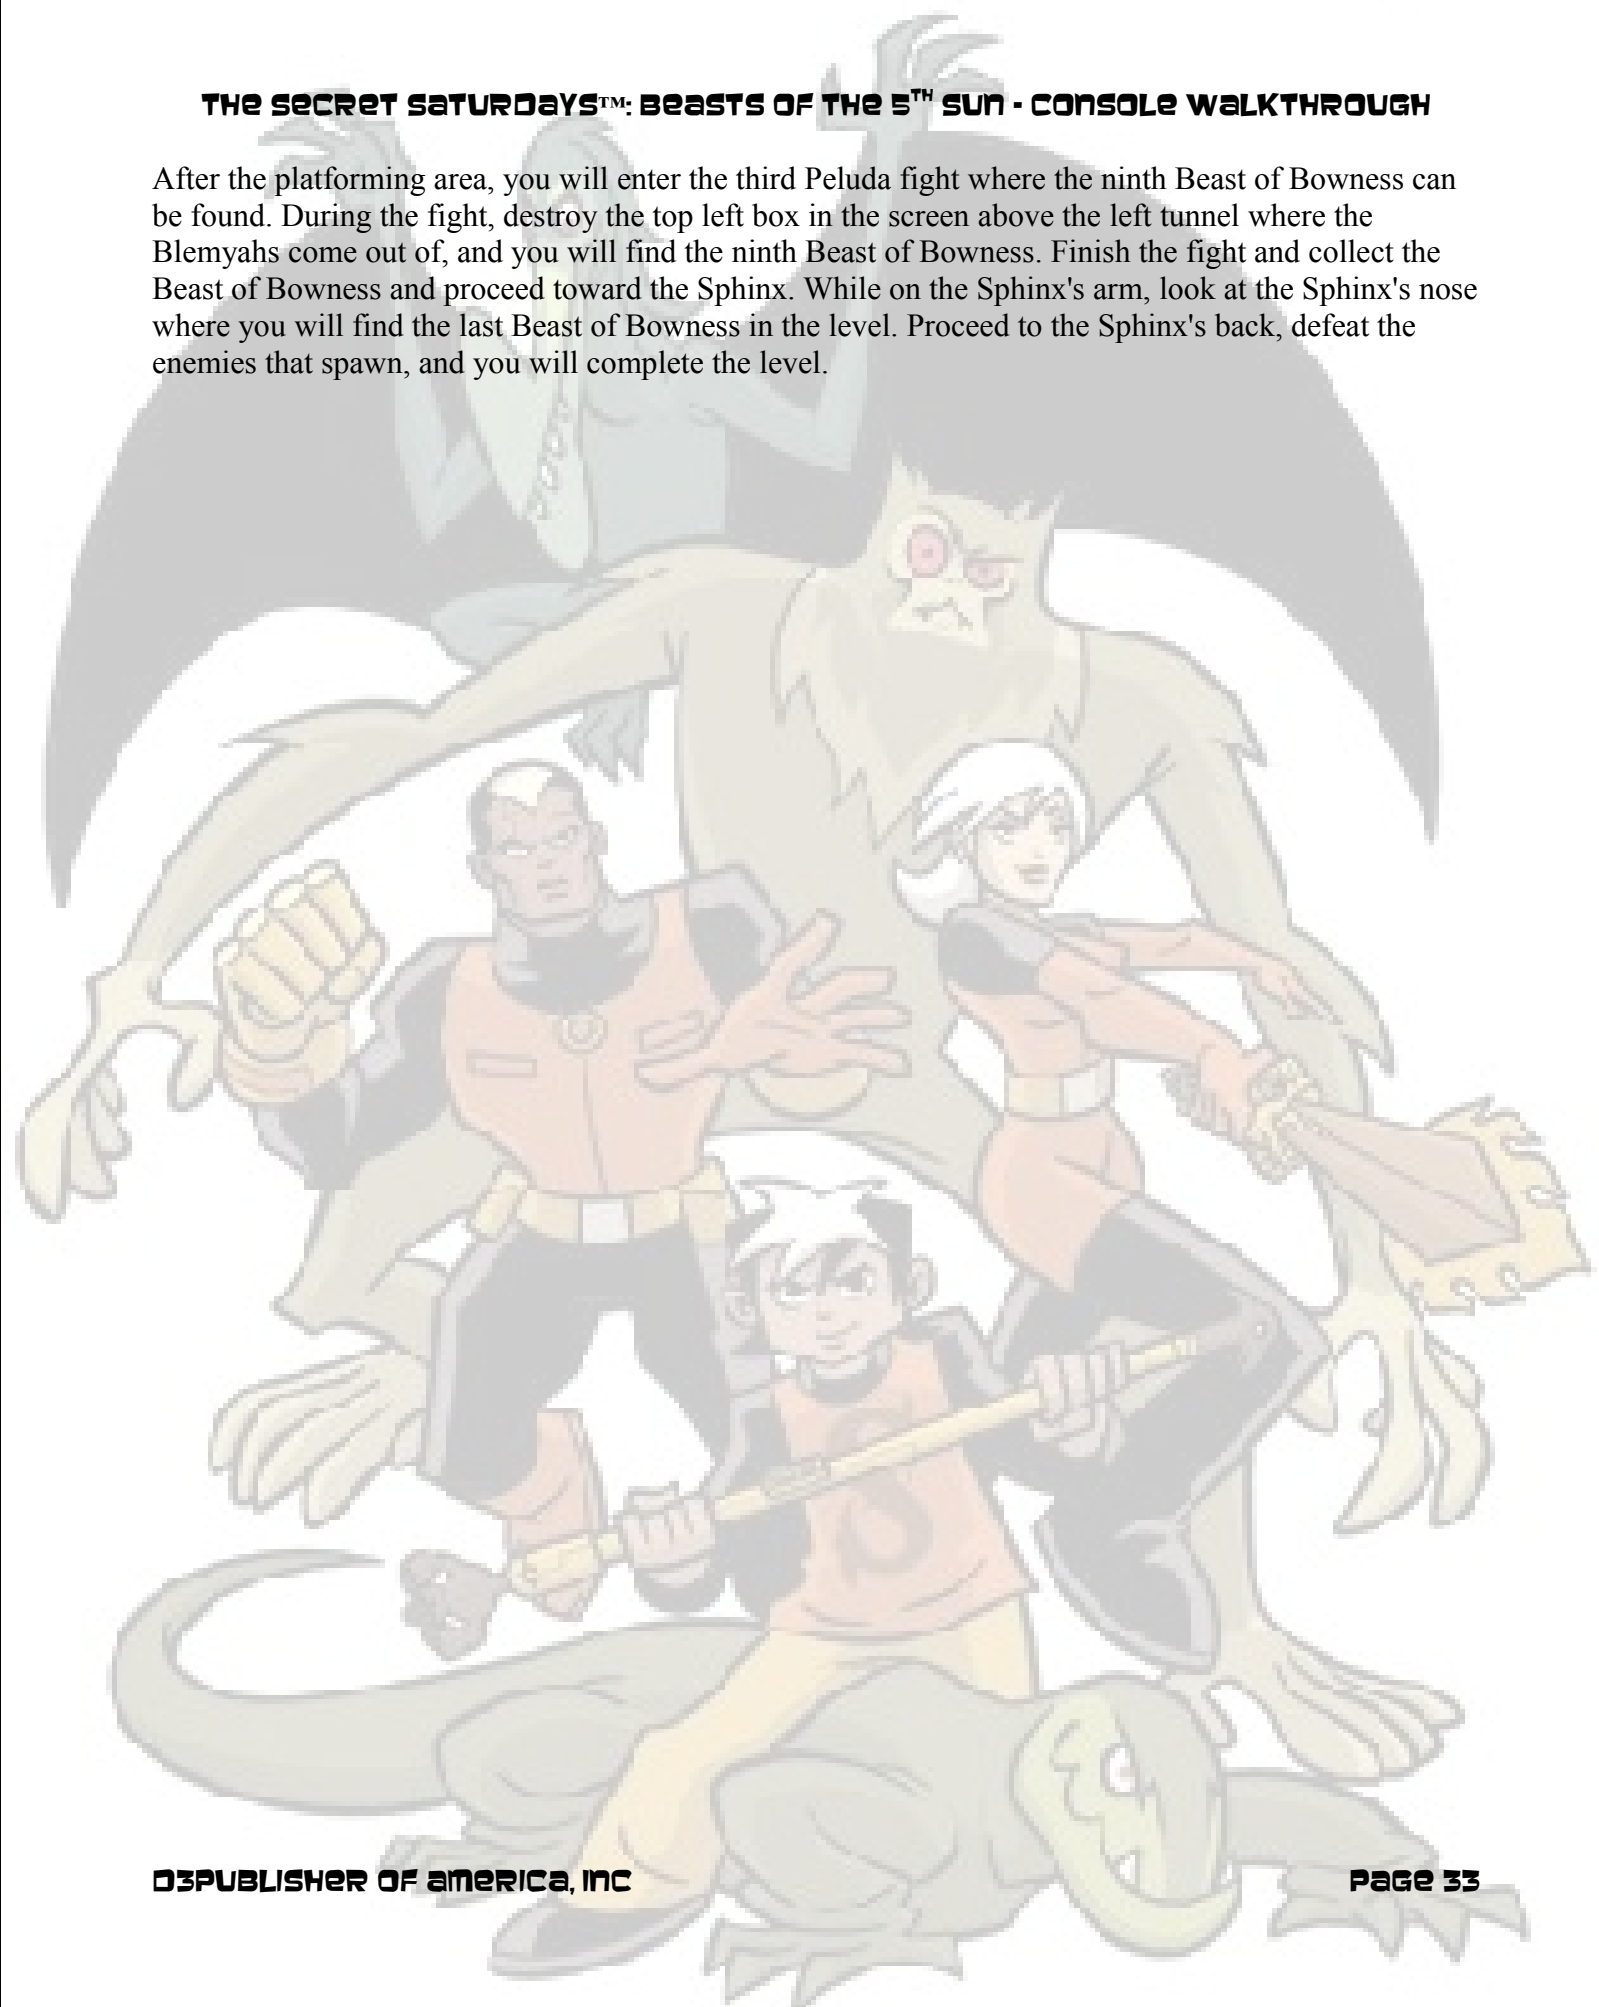 THE SECRET SATURDAYS™: BEASTS OF THE 5TH SUN - CONSOLE WALKTHROUGH
After the platforming area, you will enter the third Peluda fight where the ninth Beast of Bowness can
be found. During the fight, destroy the top left box in the screen above the left tunnel where the
Blemyahs come out of, and you will find the ninth Beast of Bowness. Finish the fight and collect the
Beast of Bowness and proceed toward the Sphinx. While on the Sphinx's arm, look at the Sphinx's nose
where you will find the last Beast of Bowness in the level. Proceed to the Sphinx's back, defeat the
enemies that spawn, and you will complete the level.
D3PUBLISHER OF AMERICA, INC
PAGE 33